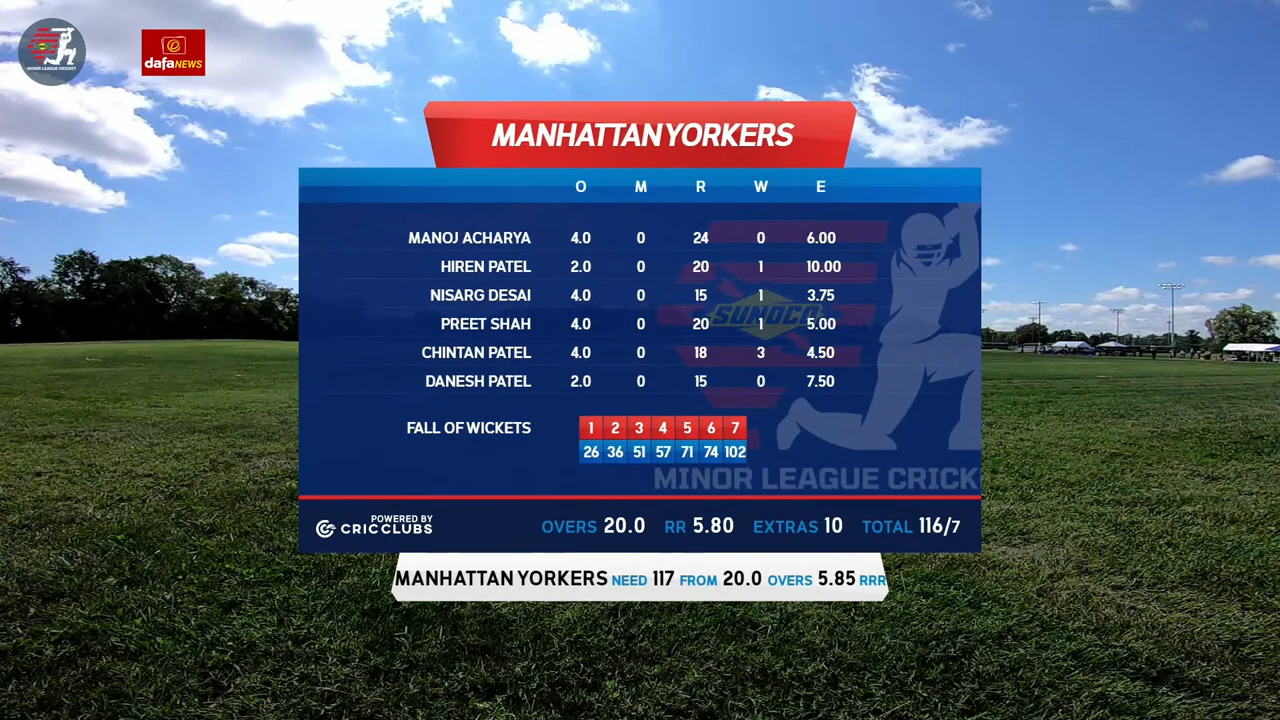 MINOR LEAGUE CRICKET
dafaNEWS
MANHATTAN YORKERS
O M R W E
MANOJ ACHARYA 4.0 0 24 0 6.00
HIREN PATEL 2.0 0 20 1 10.00
NISARG DESAI 4.0 0 15 1 3.75
PREET SHAH 4.0 0 20 1 5.00
CHINTAN PATEL 4.0 0 18 3 4.50
DANESH PATEL 2.0 0 15 0 7.50
SUNOCO
FALL OF WICKETS 1 2 3 4 5 6 7
26 36 51 57 71 74 102
MINOR LEAGUE CRICK
POWERED BY
CRICCLUBS
OVERS 20.0 RR 5.80 EXTRAS 10 TOTAL 116/7
MANHATTAN YORKERS NEED 117 FROM 20.0 OVERS 5.85 RRR